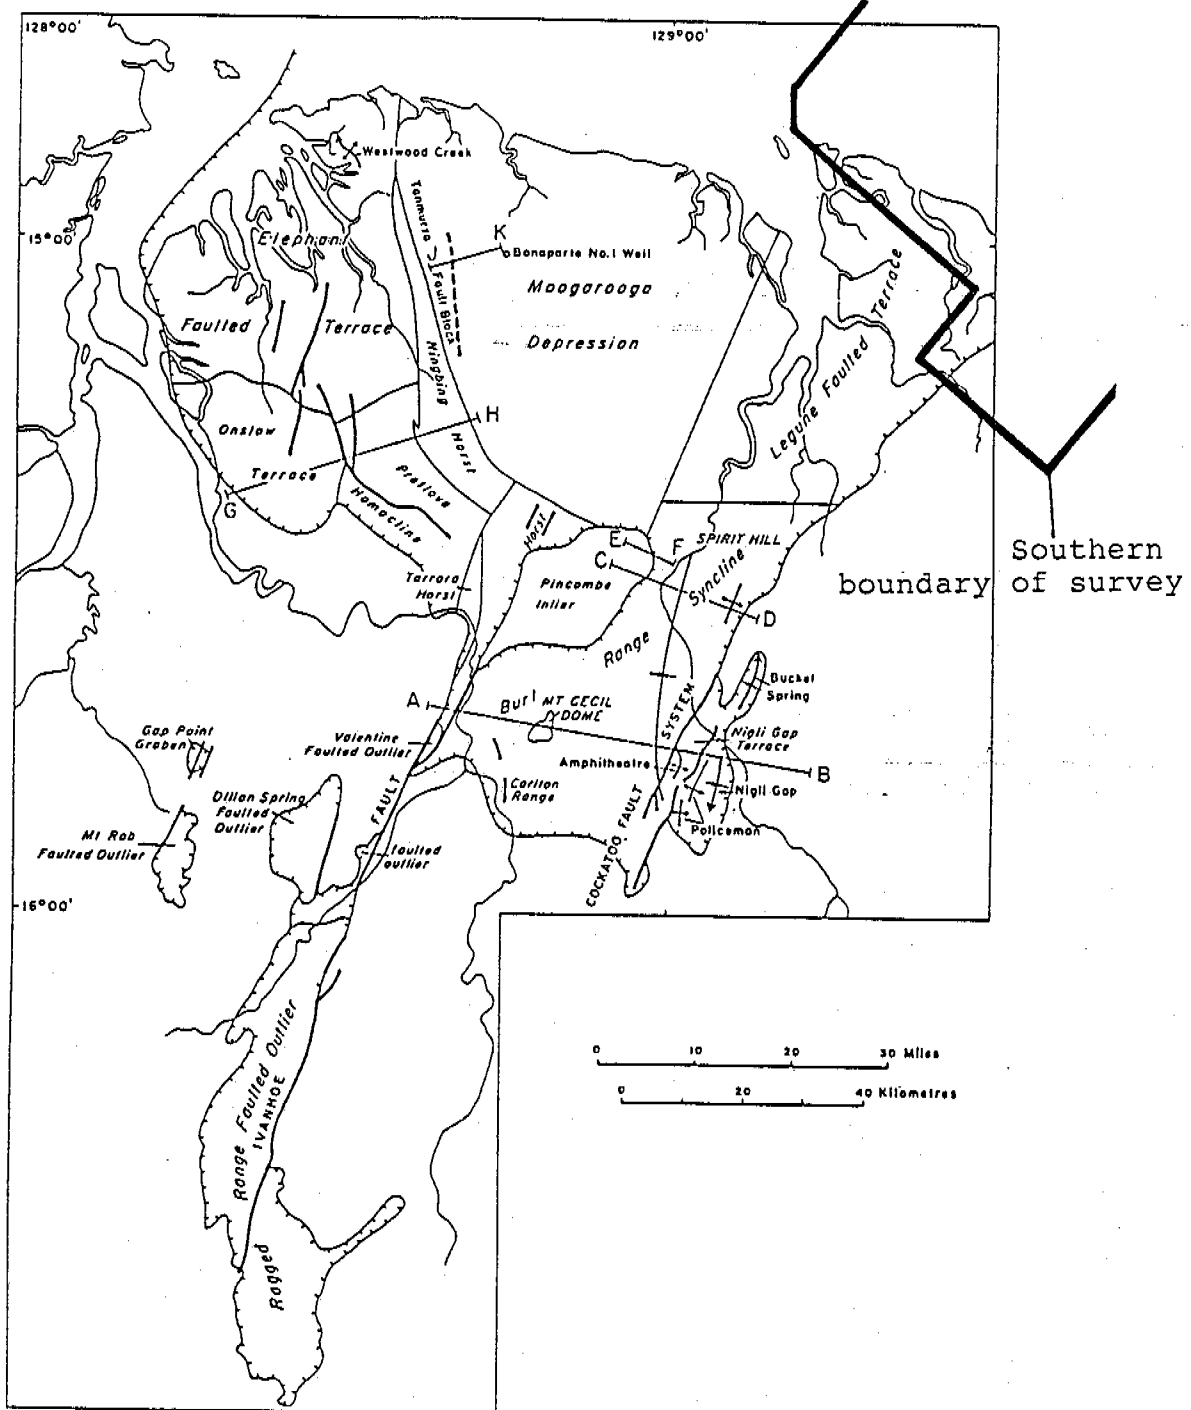 128°00'
129°00'
Westwood Creek
15°00'
Elephant
Tanmurra
Fault Block
K
Bonaparte No.1 Well
Moogarooga
Depression
Faulted
Terrace
Ningbing
Horst
Legune Faulted Terrace
Onslow
Terrace
H
G
Pretlove
Homocline
Horst
E
C
F
SPIRIT HILL
Syncline
D
Southern
boundary of survey
Tarrara
Horst
Pincombe
Inlier
Range
Burt
A
MT CECIL
DOME
SYSTEM
Bucket
Spring
Gap Point
Graben
Valentine
Faulted Outlier
Nigli Gap
Terrace
Amphitheatre
B
Carlton
Range
Nigli Gap
Dillon Spring
Faulted
Outlier
FAULT
Policeman
Mt Rob
Faulted Outlier
faulted
outlier
COCKATOO FAULT
16°00'
Range Faulted Outlier
IVANHOE
Ragged
0 10 20 30 Miles
0 20 40 Kilometres